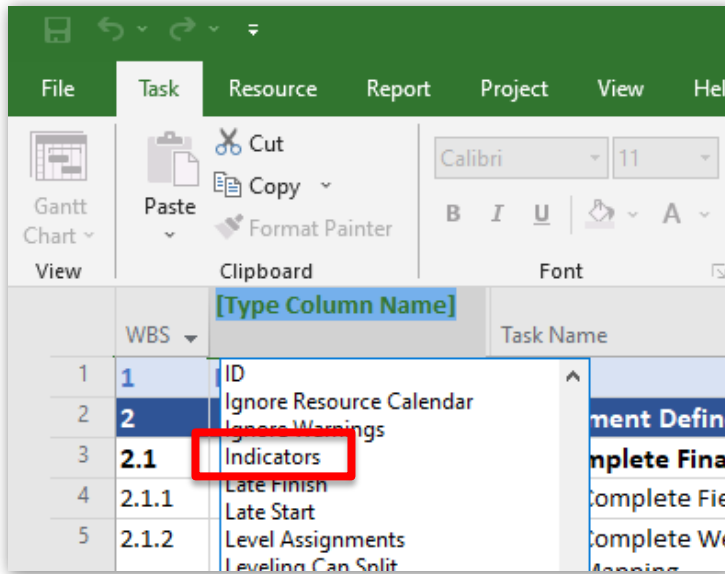 File Task Resource Report Project View Hel
Cut
Calibri 11
Copy
Gantt Chart
Paste
Format Painter
B I U A
View Clipboard Font
[Type Column Name]
WBS Task Name
1 1 ID
Ignore Resource Calendar
2 2 Ignore Warnings ment Defin
3 2.1 Indicators mplete Fina
Late Finish
4 2.1.1 Late Start Complete Fie
5 2.1.2 Level Assignments Complete We
Leveling Can Split Mapping